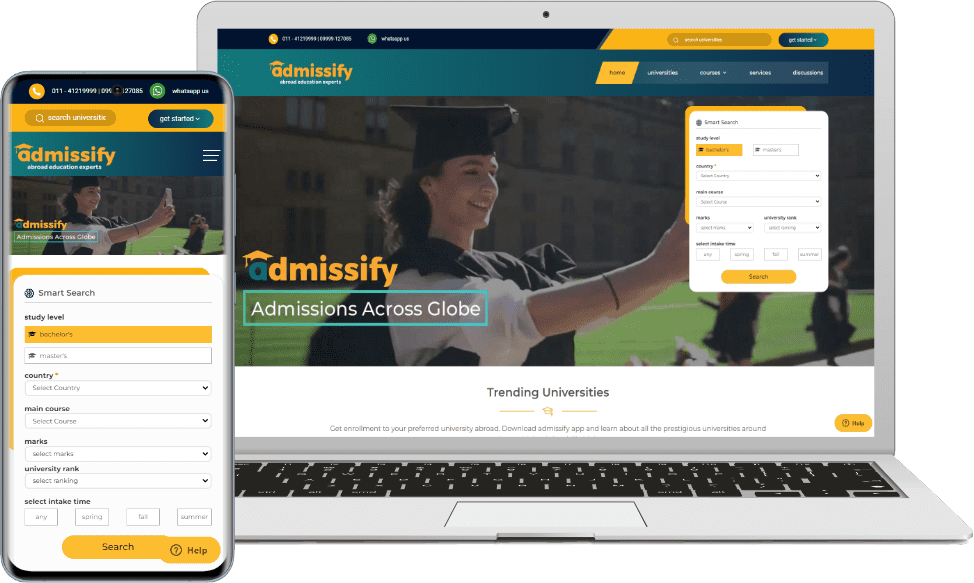 011 - 41219999 | 099
127085
whatsapp us
search universitie
get started
admissify
abroad education experts
admissify
Admissions Across Globe
Smart Search
study level
bachelor's
master's
country *
Select Country
main course
Select Course
marks
select marks
university rank
select ranking
select intake time
any spring fall summer
Search
Help
011 - 41219999 | 09999-127085 whatsapp us
search universities
get started
admissify
abroad education experts
home universities courses services discussions
admissify
Admissions Across Globe
Smart Search
study level
bachelor's master's
country *
Select Country
main course
Select Course
marks university rank
select marks select ranking
select intake time
any spring fall summer
Search
Trending Universities
Get enrollment to your preferred university abroad. Download admissify app and learn about all the prestigious universities around
Help